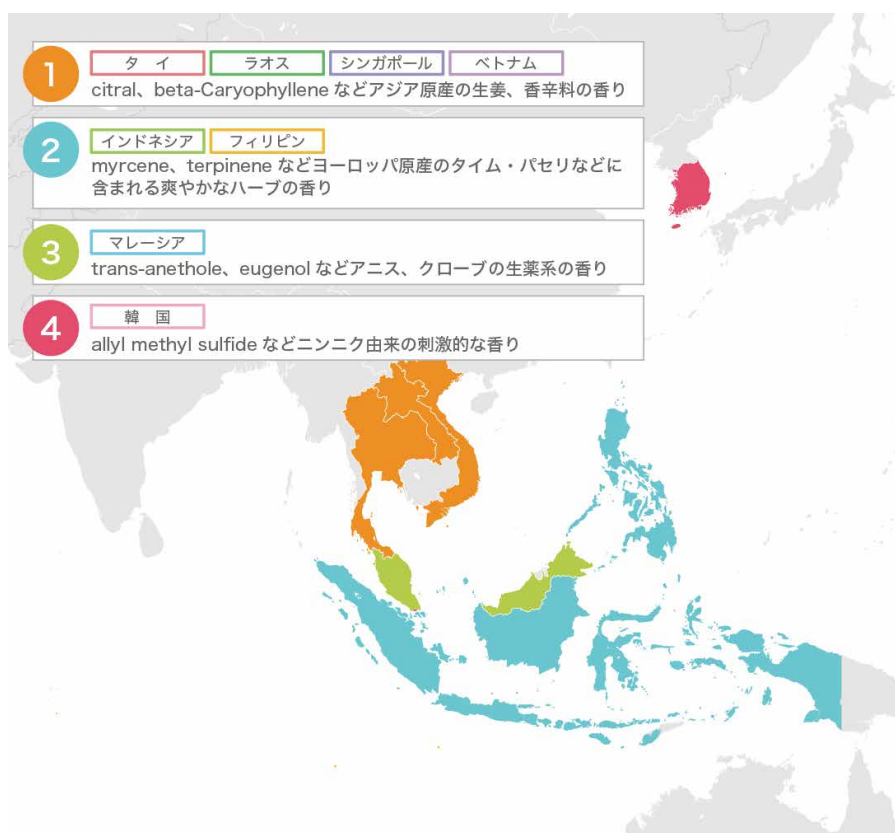 1
タイ ラオス シンガポール ベトナム
citral、beta-Caryophyllene などアジア原産の生姜、香辛料の香り
2
インドネシア フィリピン
myrcene、terpinene などヨーロッパ原産のタイム・パセリなどに
含まれる爽やかなハーブの香り
3
マレーシア
trans-anethole、eugenol などアニス、クローブの生薬系の香り
4
韓国
allyl methyl sulfide などニンニク由来の刺激的な香り